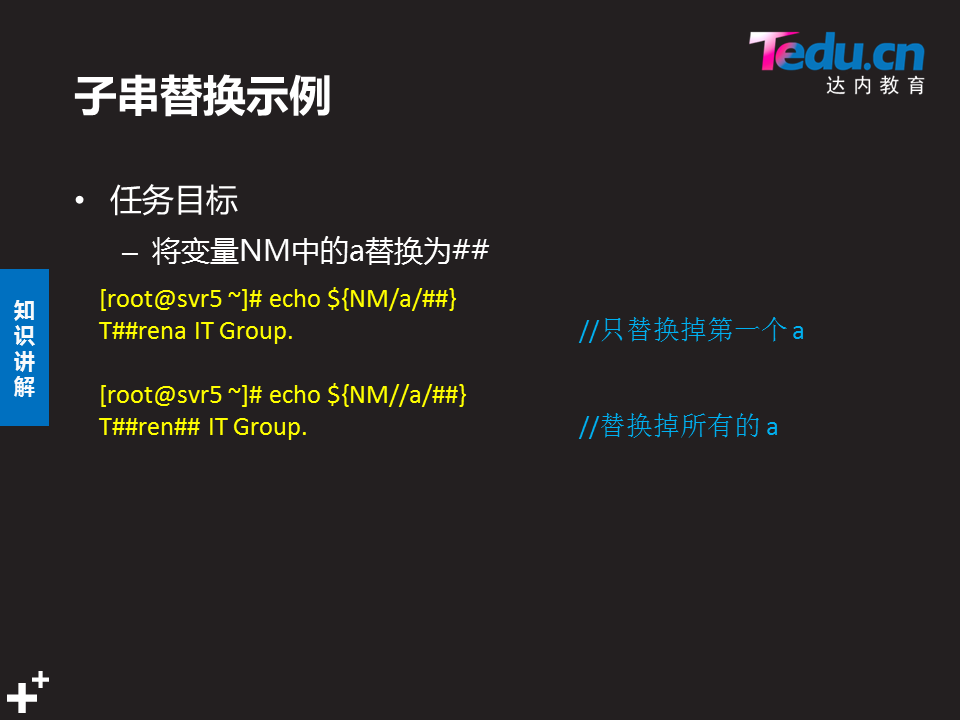 Tedu.cn
达内教育
子串替换示例
• 任务目标
– 将变量NM中的a替换为##
[root@svr5 ~]# echo ${NM/a/##}
T##rena IT Group. //只替换掉第一个 a
[root@svr5 ~]# echo ${NM//a/##}
T##ren## IT Group. //替换掉所有的 a
知
识
讲
解